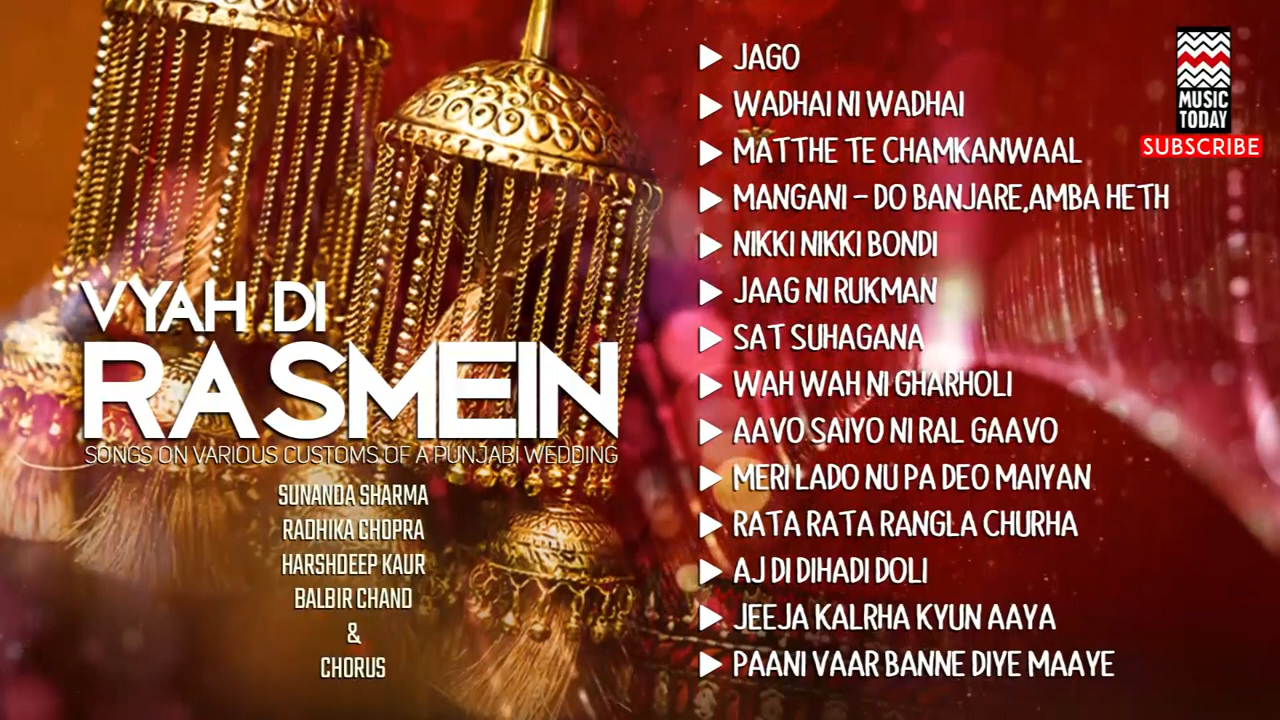 VYAH DI
RASMEIN
SONGS ON VARIOUS CUSTOMS OF A PUNJABI WEDDING
SUNANDA SHARMA
RADHIKA CHOPRA
HARSHDEEP KAUR
BALBIR CHAND
&
CHORUS
JAGO
WADHAI NI WADHAI
MATTHE TE CHAMKANWAAL
MANGANI - DO BANJARE,AMBA HETH
NIKKI NIKKI BONDI
JAAG NI RUKMAN
SAT SUHAGANA
WAH WAH NI GHARHOLI
AAVO SAIYO NI RAL GAAVO
MERI LADO NU PA DEO MAIYAN
RATA RATA RANGLA CHURHA
AJ DI DIHADI DOLI
JEEJA KALRHA KYUN AAYA
PAANI VAAR BANNE DIYE MAAYE
MUSIC
TODAY
SUBSCRIBE